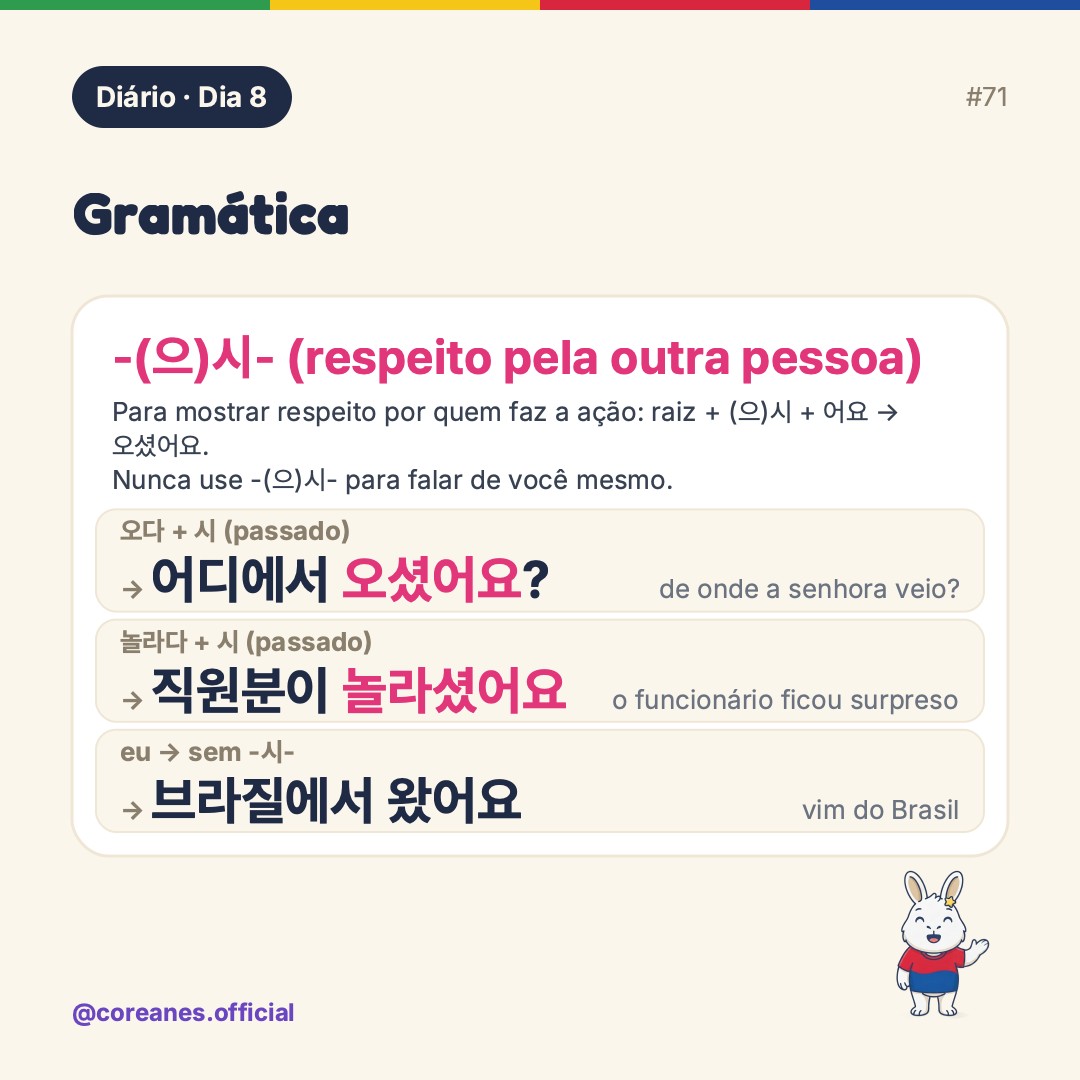 Diário · Dia 8
#71
Gramática
-(으)시- (respeito pela outra pessoa)
Para mostrar respeito por quem faz a ação: raiz + (으)시 + 어요 →
오셨어요.
Nunca use -(으)시- para falar de você mesmo.
오다 + 시 (passado)
→ 어디에서 오셨어요? de onde a senhora veio?
놀라다 + 시 (passado)
→ 직원분이 놀라셨어요 o funcionário ficou surpreso
eu → sem -시-
→ 브라질에서 왔어요 vim do Brasil
@coreanes.official